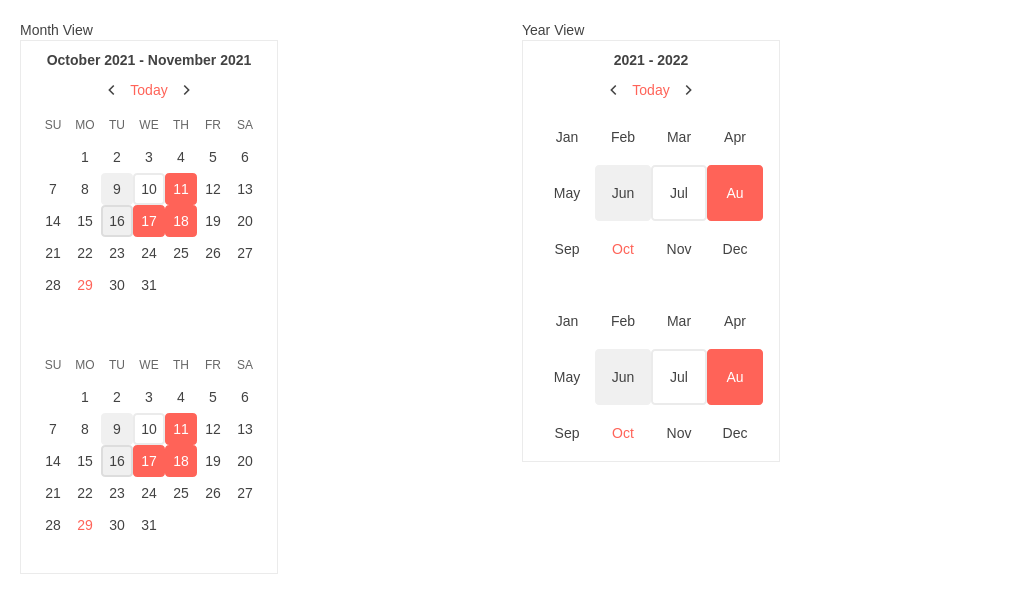 Month View
October 2021 - November 2021
Today
SU MO TU WE TH FR SA
1 2 3 4 5 6
7 8 9 10 11 12 13
14 15 16 17 18 19 20
21 22 23 24 25 26 27
28 29 30 31
SU MO TU WE TH FR SA
1 2 3 4 5 6
7 8 9 10 11 12 13
14 15 16 17 18 19 20
21 22 23 24 25 26 27
28 29 30 31
Year View
2021 - 2022
Today
Jan Feb Mar Apr
May Jun Jul Au
Sep Oct Nov Dec
Jan Feb Mar Apr
May Jun Jul Au
Sep Oct Nov Dec